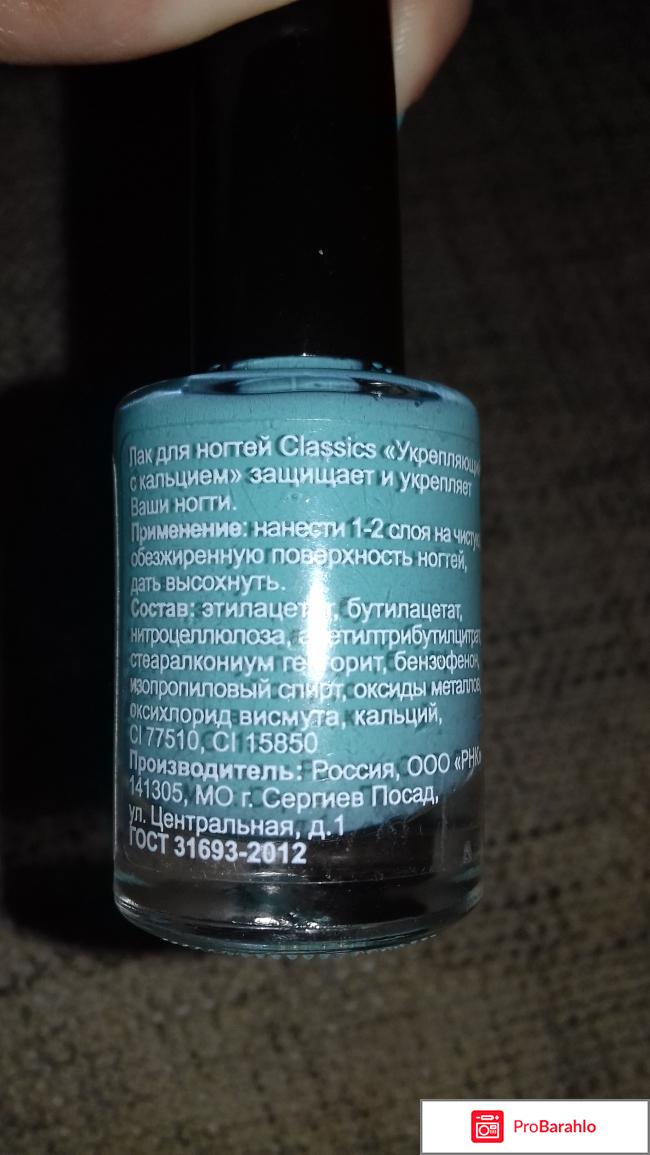 Лак для ногтей Classics «Укрепляющи
с кальцием» защищает и укрепляет
Ваши ногти.
Применение: нанести 1-2 слоя на чистую
обезжиренную поверхность ногтей,
дать высохнуть.
Состав: этилацетат, бутилацетат,
нитроцеллюлоза, ацетилтрибутилцитрат,
стеаралкониум гекторит, бензофенон,
изопропиловый спирт, оксиды металлов,
оксихлорид висмута, кальций,
CI 77510, CI 15850
Производитель: Россия, ООО «РНК
141305, МО г. Сергиев Посад,
ул. Центральная, д.1
ГОСТ 31693-2012
ProBarahlo